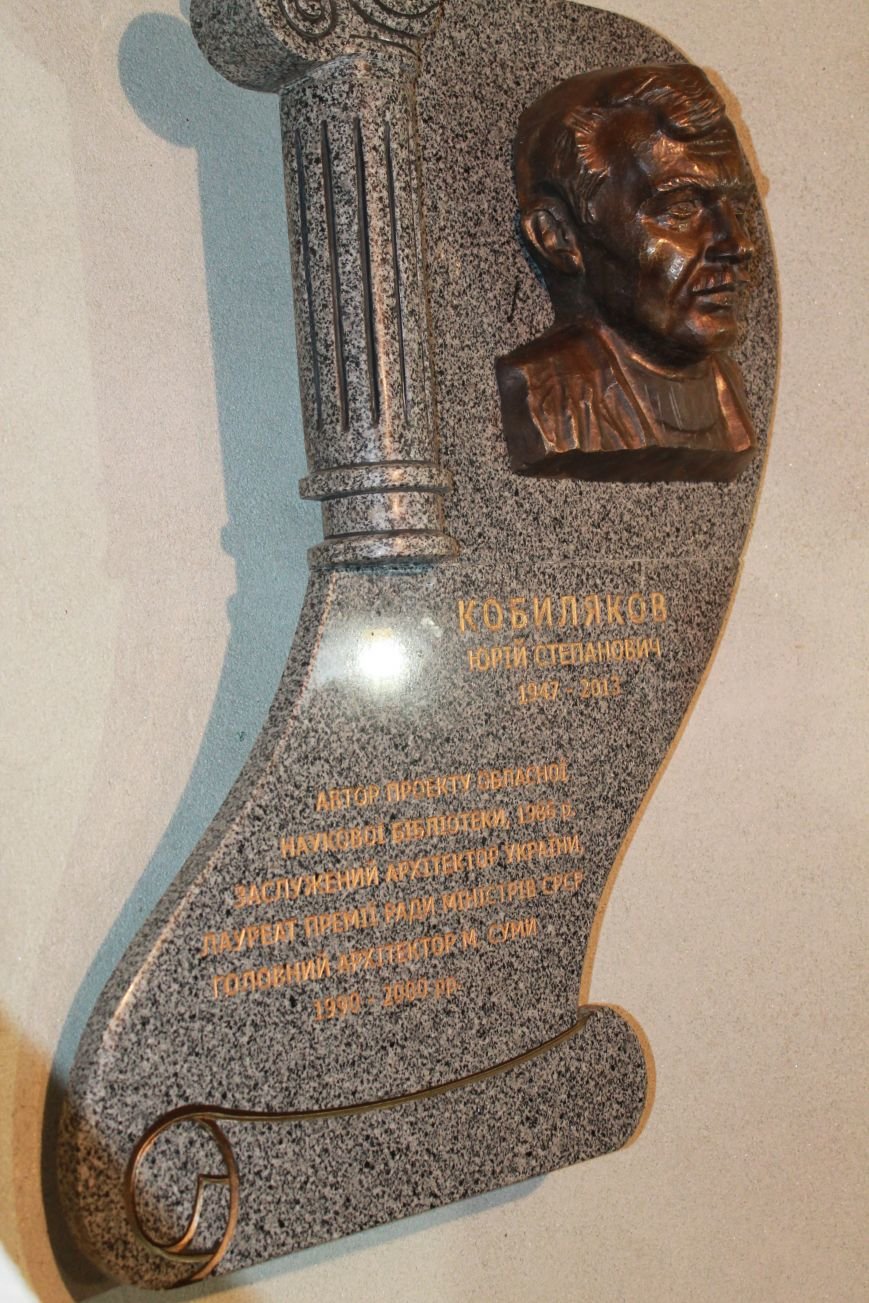 КОБИЛЯКОВ
ЮРІЙ СТЕПАНОВИЧ
1947 - 2013
АВТОР ПРОЕКТУ ОБЛАСНОЇ
НАУКОВОЇ БІБЛІОТЕКИ, 1986 р.
ЗАСЛУЖЕНИЙ АРХІТЕКТОР УКРАЇНИ,
ЛАУРЕАТ ПРЕМІЇ РАДИ МІНІСТРІВ СРСР
ГОЛОВНИЙ АРХІТЕКТОР М. СУМИ
1990 - 2000 рр.